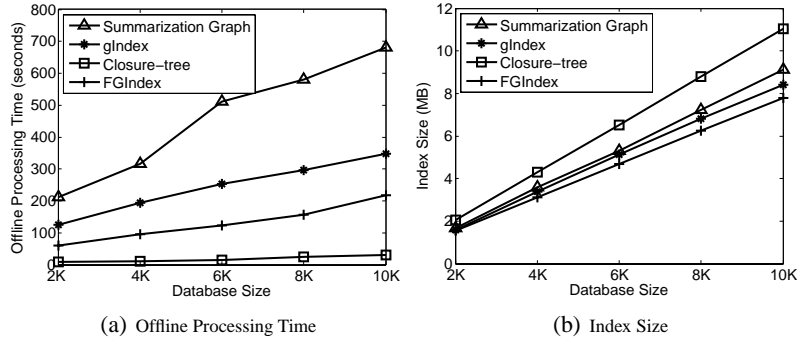 800
700
600
500
400
300
200
100
0
Offline Processing Time (seconds)
Summarization Graph
gIndex
Closure-tree
FGIndex
2K 4K 6K 8K 10K
Database Size
(a) Offline Processing Time
12
10
8
6
4
2
0
Index Size (MB)
Summarization Graph
gIndex
Closure-tree
FGIndex
2K 4K 6K 8K 10K
Database Size
(b) Index Size